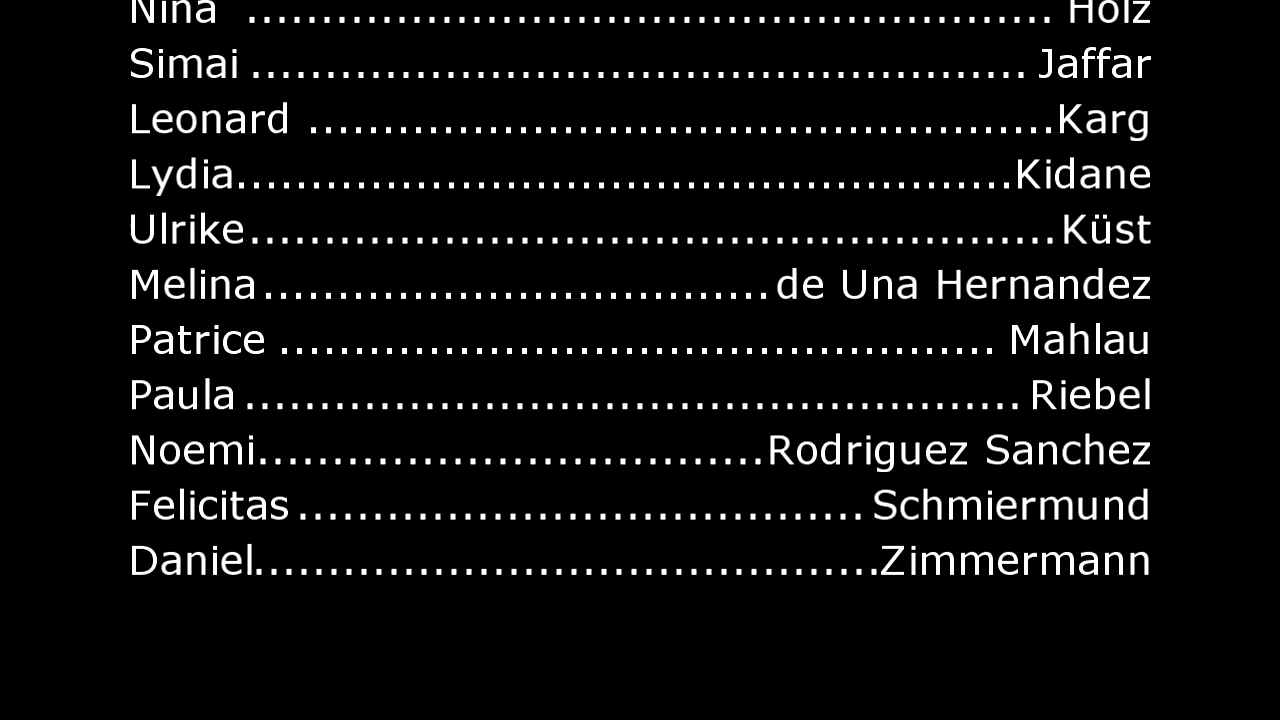 Nina ...................................................... Holz
Simai .................................................... Jaffar
Leonard ..................................................Karg
Lydia....................................................Kidane
Ulrike......................................................Küst
Melina..................................de Una Hernandez
Patrice ................................................ Mahlau
Paula .................................................... Riebel
Noemi..................................Rodriguez Sanchez
Felicitas ...................................... Schmiermund
Daniel..........................................Zimmermann